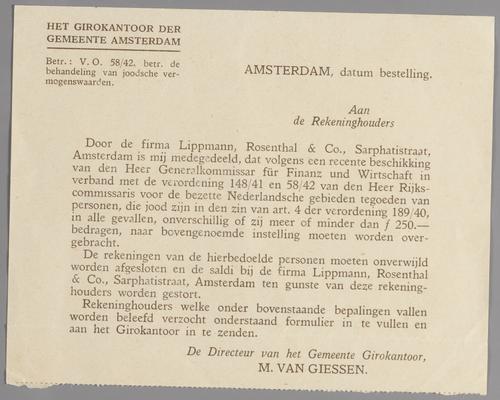 HET GIROKANTOOR DER
GEMEENTE AMSTERDAM
Betr.: V. O. 58/42. betr. de
behandeling van joodsche ver-
mogenswaarden.
AMSTERDAM, datum bestelling.
Aan
de Rekeninghouders
Door de firma Lippmann, Rosenthal & Co., Sarphatistraat,
Amsterdam is mij medegedeeld, dat volgens een recente beschikking
van den Heer Generalkommissar für Finanz und Wirtschaft in
verband met de verordening 148/41 en 58/42 van den Heer Rijks-
commissaris voor de bezette Nederlandsche gebieden tegoeden van
personen, die jood zijn in den zin van art. 4 der verordening 189/40,
in alle gevallen, onverschillig of zij meer of minder dan f 250.—
bedragen, naar bovengenoemde instelling moeten worden over-
gebracht.
De rekeningen van de hierbedoelde personen moeten onverwijld
worden afgesloten en de saldi bij de firma Lippmann, Rosenthal
& Co., Sarphatistraat, Amsterdam ten gunste van deze rekening-
houders worden gestort.
Rekeninghouders welke onder bovenstaande bepalingen vallen
worden beleefd verzocht onderstaand formulier in te vullen en
aan het Girokantoor in te zenden.
De Directeur van het Gemeente Girokantoor,
M. VAN GIESSEN.